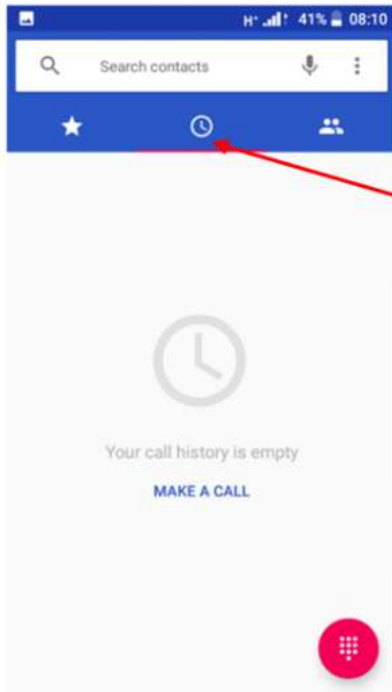 H+ 41% 08:10
Search contacts
Your call history is empty
MAKE A CALL